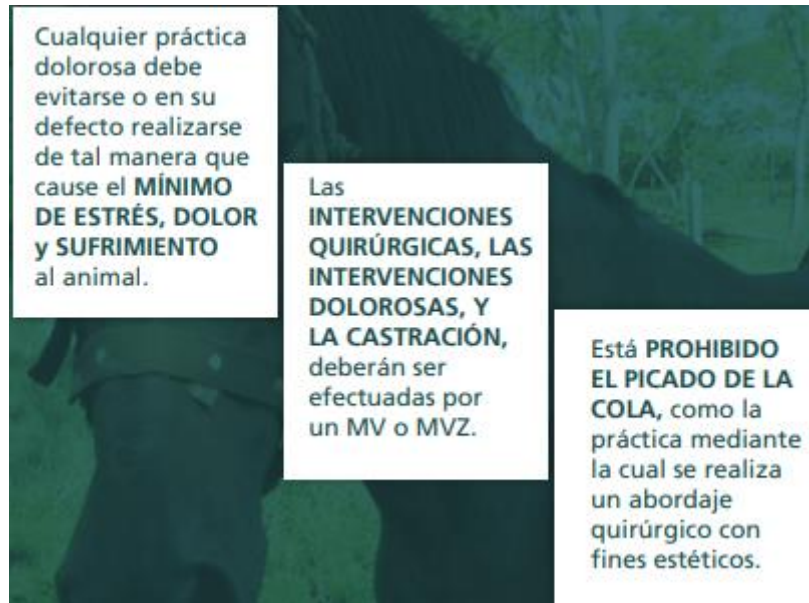 Cualquier práctica
dolorosa debe
evitarse o en su
defecto realizarse
de tal manera que
cause el MÍNIMO
DE ESTRÉS, DOLOR
y SUFRIMIENTO
al animal.
Las
INTERVENCIONES
QUIRÚRGICAS, LAS
INTERVENCIONES
DOLOROSAS, Y
LA CASTRACIÓN,
deberán ser
efectuadas por
un MV o MVZ.
Está PROHIBIDO
EL PICADO DE LA
COLA, como la
práctica mediante
la cual se realiza
un abordaje
quirúrgico con
fines estéticos.